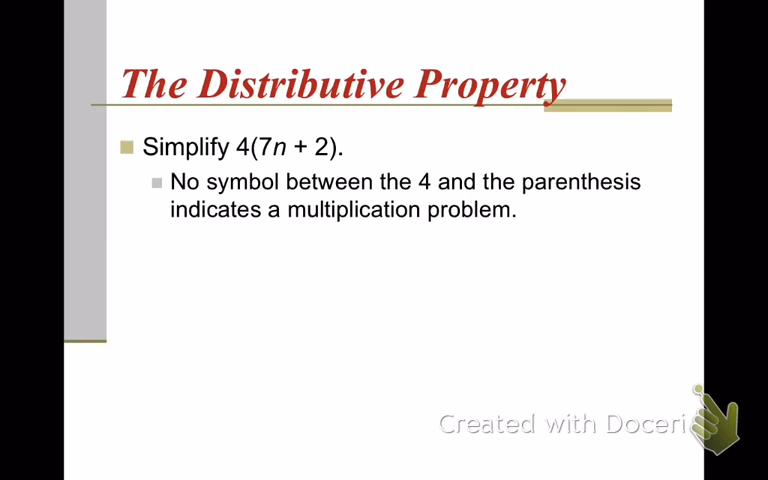 The Distributive Property
Simplify 4(7n + 2).
No symbol between the 4 and the parenthesis
indicates a multiplication problem.
Created with Doceri